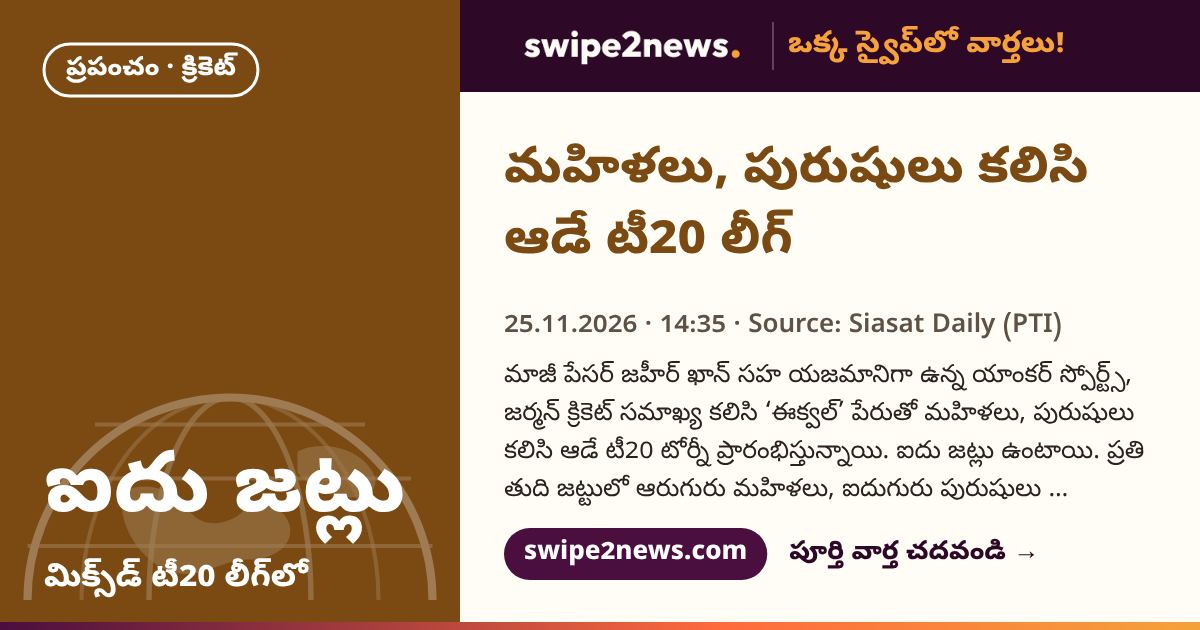 ప్రపంచం · క్రికెట్
swipe2news.
ఒక్క స్వైప్‌లో వార్తలు!
మహిళలు, పురుషులు కలిసి
ఆడే టీ20 లీగ్
25.11.2026 · 14:35 · Source: Siasat Daily (PTI)
మాజీ పేసర్ జహీర్ ఖాన్ సహ యజమానిగా ఉన్న యాంకర్ స్పోర్ట్స్,
జర్మన్ క్రికెట్ సమాఖ్య కలిసి ‘ఈక్వల్’ పేరుతో మహిళలు, పురుషులు
కలిసి ఆడే టీ20 టోర్నీ ప్రారంభిస్తున్నాయి. ఐదు జట్లు ఉంటాయి. ప్రతి
తుది జట్టులో ఆరుగురు మహిళలు, ఐదుగురు పురుషులు ...
ఐదు జట్లు
మిక్స్‌డ్ టీ20 లీగ్‌లో
swipe2news.com
పూర్తి వార్త చదవండి →